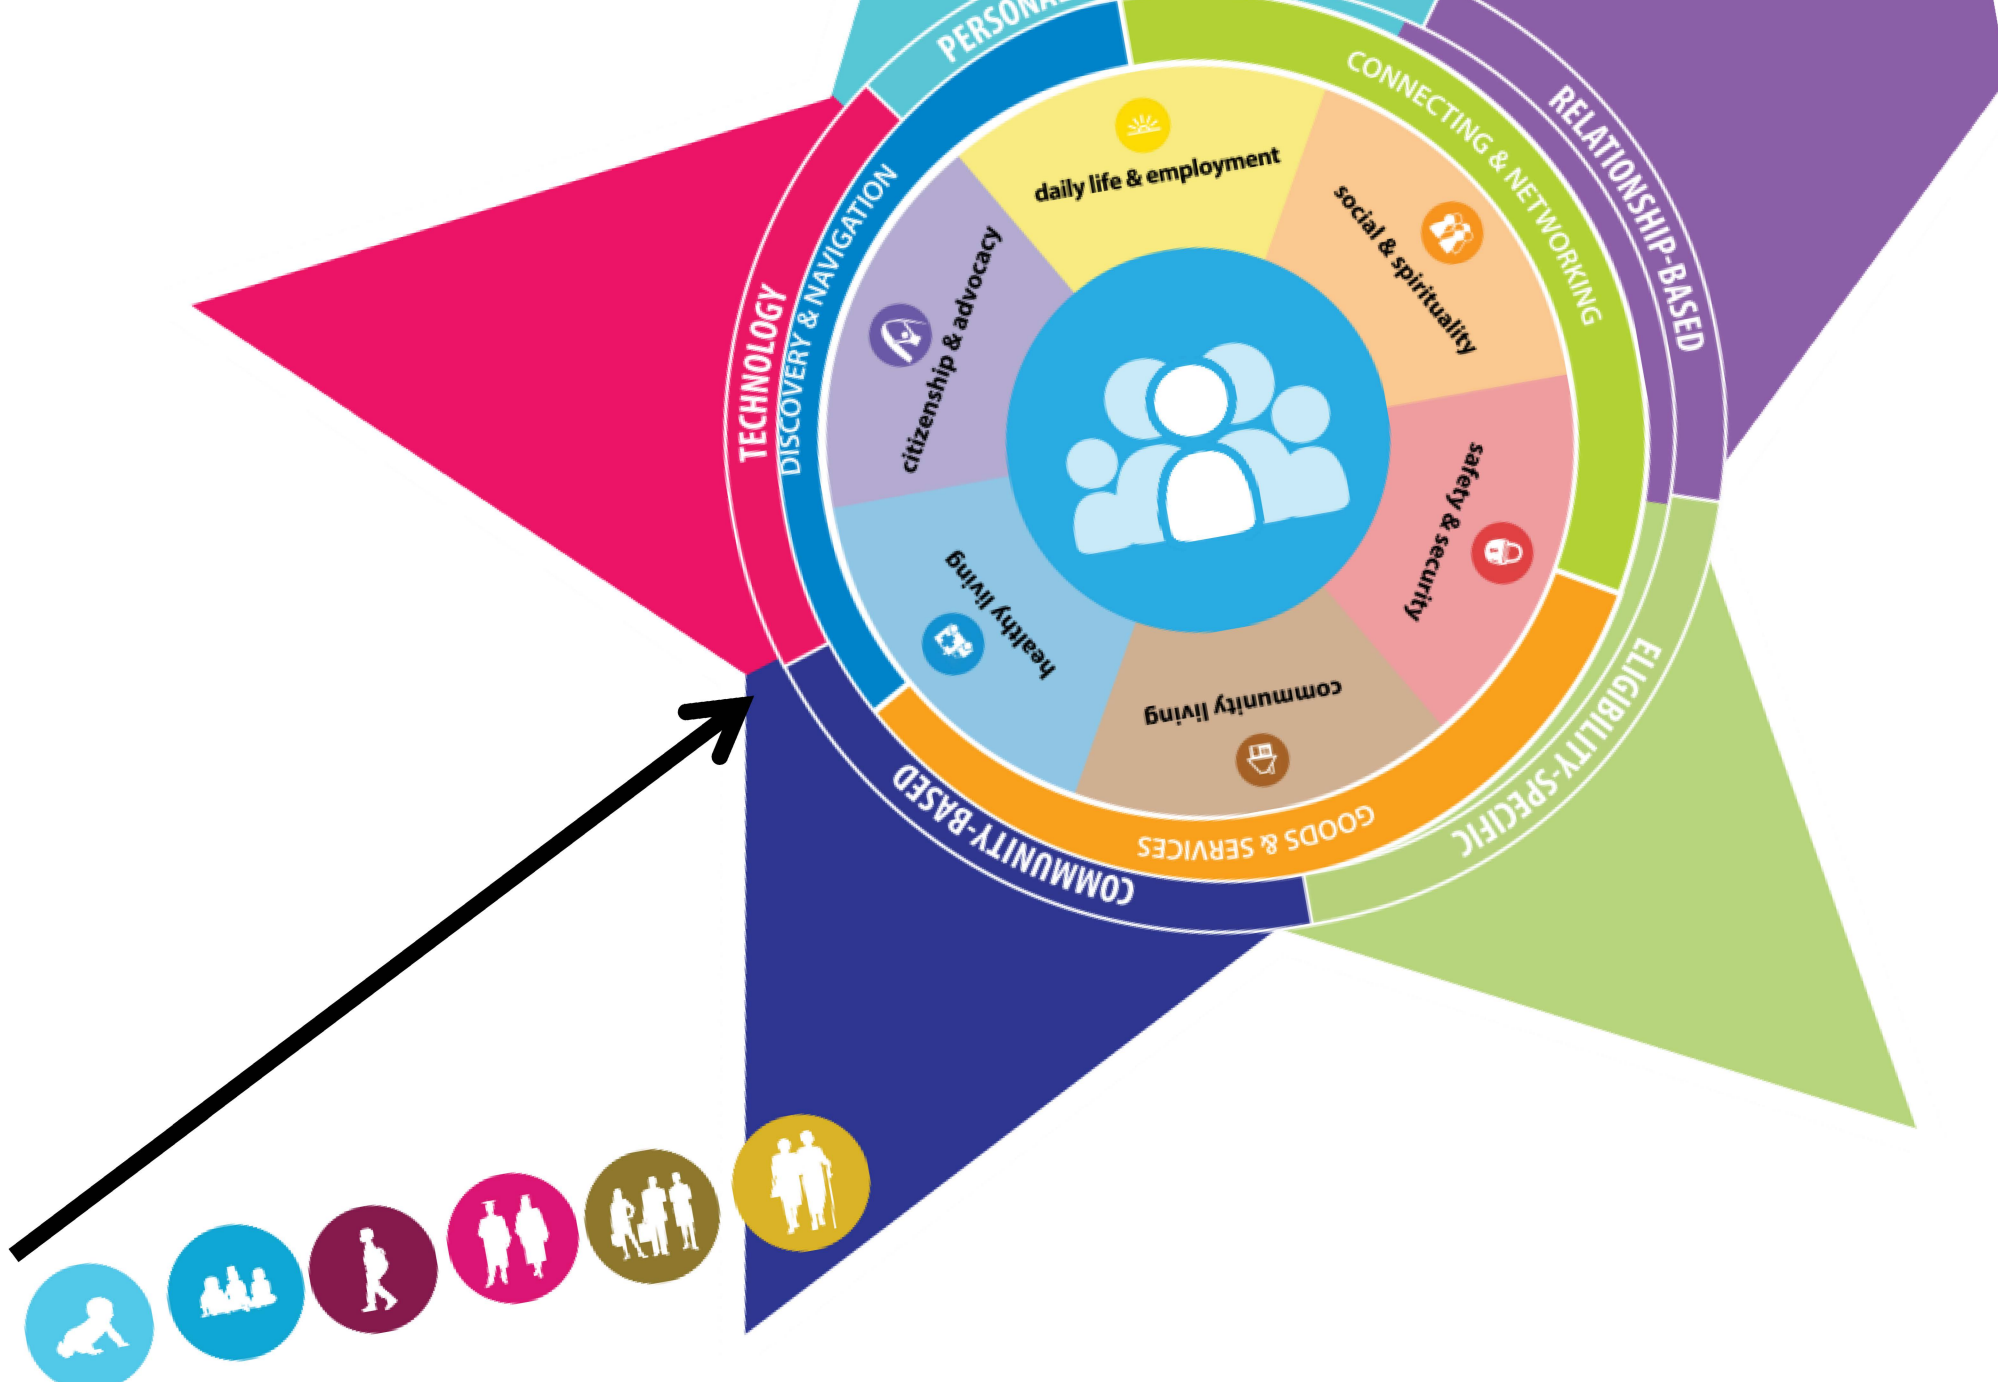 PERSONAL
RELATIONSHIP-BASED
ELIGIBILITY-SPECIFIC
COMMUNITY-BASED
TECHNOLOGY
DISCOVERY & NAVIGATION
CONNECTING & NETWORKING
GOODS & SERVICES
daily life & employment
social & spirituality
safety & security
community living
healthy living
citizenship & advocacy